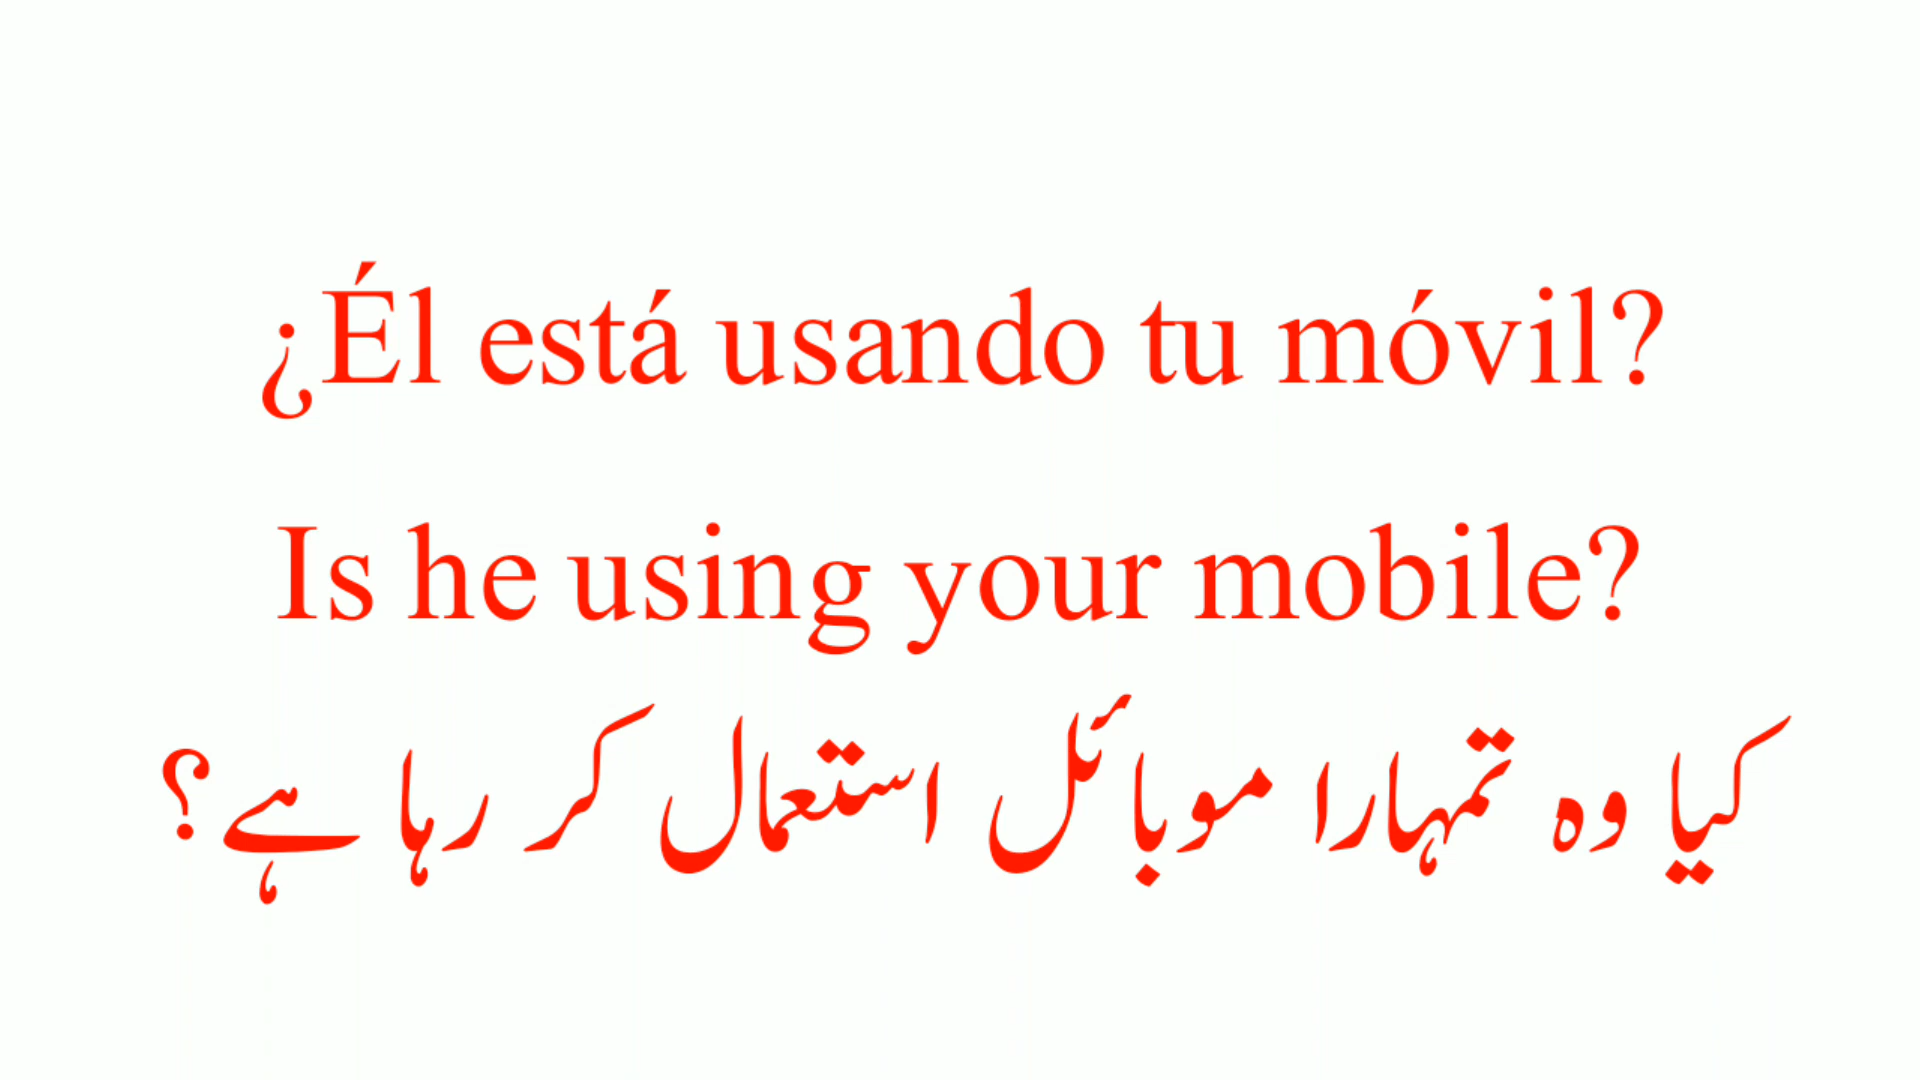 ¿Él está usando tu móvil?
Is he using your mobile?
کیا وہ تمہارا موبائل استعمال کر رہا ہے؟